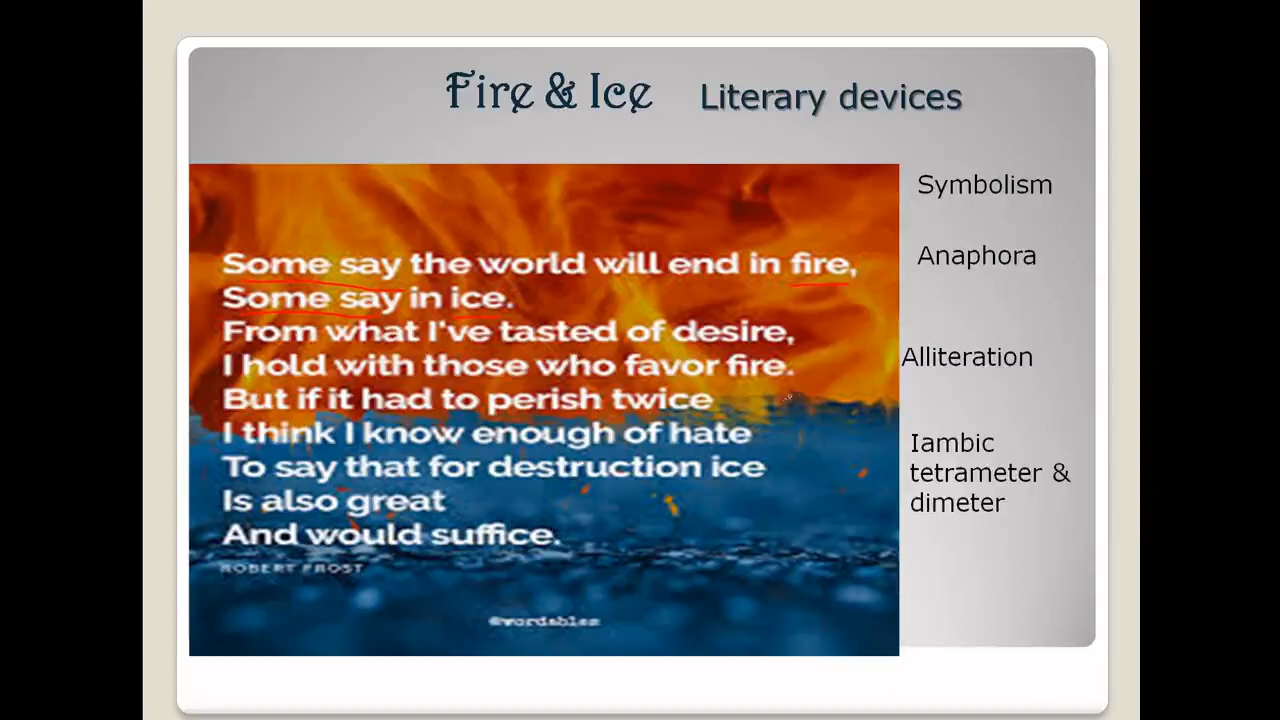 Fire & Ice Literary devices
Some say the world will end in fire,
Some say in ice.
From what I've tasted of desire,
I hold with those who favor fire.
But if it had to perish twice
I think I know enough of hate
To say that for destruction ice
Is also great
And would suffice.
ROBERT FROST
@wordables
Symbolism
Anaphora
Alliteration
Iambic
tetrameter &
dimeter